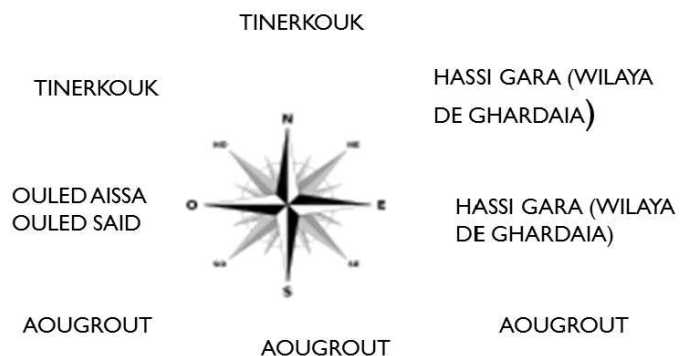 TINERKOUK
TINERKOUK
HASSI GARA (WILAYA
DE GHARDAIA)
N
O
E
OULED AISSA
OULED SAID
HASSI GARA (WILAYA
DE GHARDAIA)
S
AOUGROUT
AOUGROUT
AOUGROUT